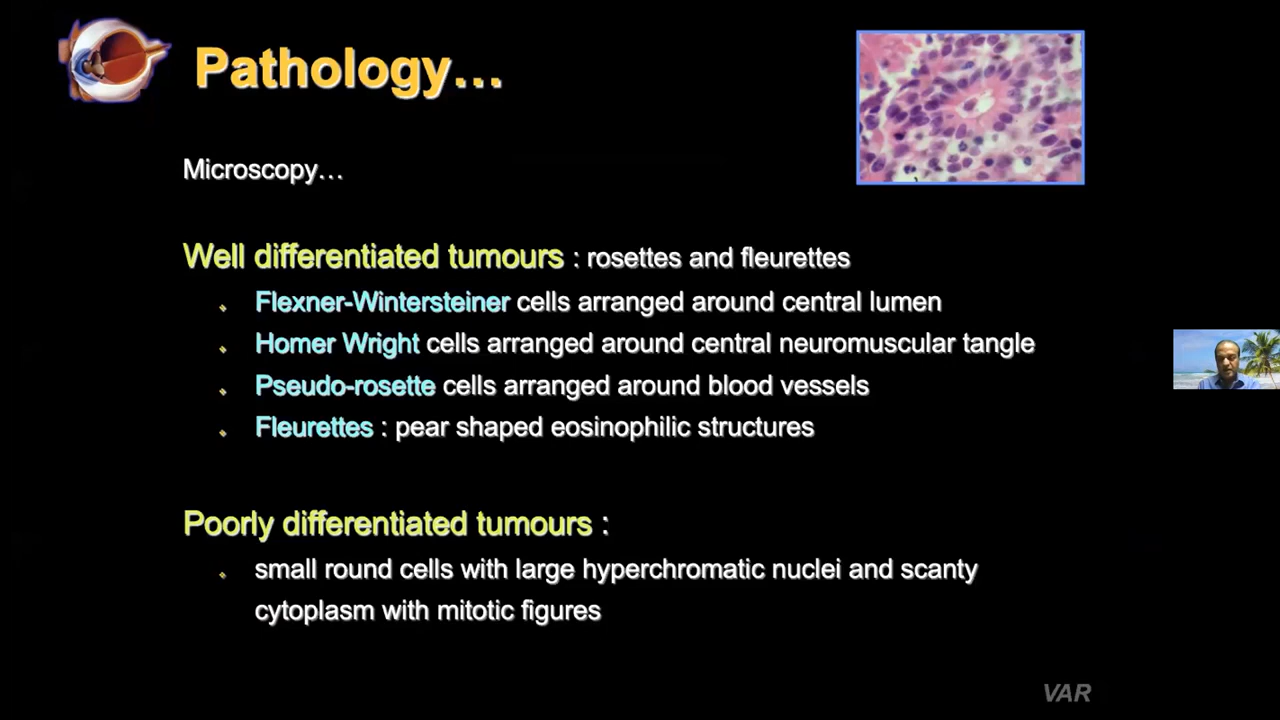 Pathology...
Microscopy...
Well differentiated tumours : rosettes and fleurettes
Flexner-Wintersteiner cells arranged around central lumen
Homer Wright cells arranged around central neuromuscular tangle
Pseudo-rosette cells arranged around blood vessels
Fleurettes : pear shaped eosinophilic structures
Poorly differentiated tumours :
small round cells with large hyperchromatic nuclei and scanty
cytoplasm with mitotic figures
VAR